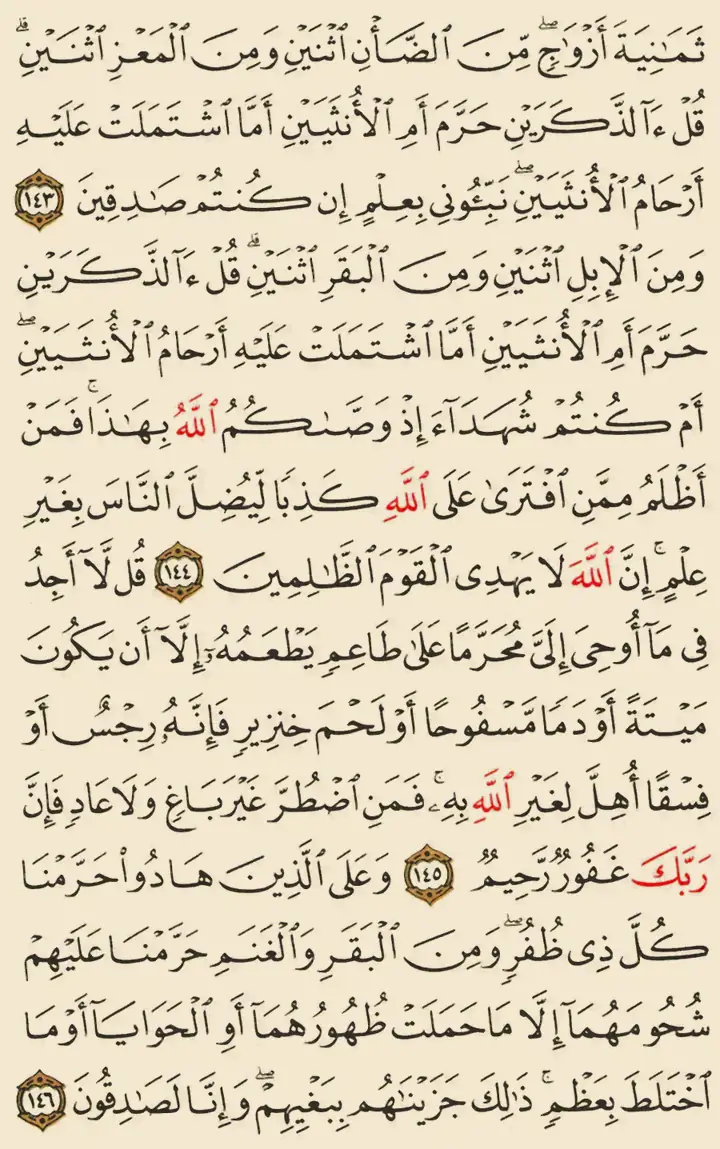 ثَمَـٰنِيَةَ أَزْوَٰجٍۖ مِّنَ ٱلضَّأْنِ ٱثْنَيْنِ وَمِنَ ٱلْمَعْزِ ٱثْنَيْنِۗ
قُلْ ءَآلذَّكَرَيْنِ حَرَّمَ أَمِ ٱلْأُنثَيَيْنِ أَمَّا ٱشْتَمَلَتْ عَلَيْهِ
أَرْحَامُ ٱلْأُنثَيَيْنِۖ نَبِّـُٔونِى بِعِلْمٍ إِن كُنتُمْ صَـٰدِقِينَ ١٤٣
وَمِنَ ٱلْإِبِلِ ٱثْنَيْنِ وَمِنَ ٱلْبَقَرِ ٱثْنَيْنِۗ قُلْ ءَآلذَّكَرَيْنِ
حَرَّمَ أَمِ ٱلْأُنثَيَيْنِ أَمَّا ٱشْتَمَلَتْ عَلَيْهِ أَرْحَامُ ٱلْأُنثَيَيْنِۖ
أَمْ كُنتُمْ شُهَدَآءَ إِذْ وَصَّىٰكُمُ ٱللَّهُ بِهَـٰذَاۚ فَمَنْ
أَظْلَمُ مِمَّنِ ٱفْتَرَىٰ عَلَى ٱللَّهِ كَذِبًا لِّيُضِلَّ ٱلنَّاسَ بِغَيْرِ
عِلْمٍۚ إِنَّ ٱللَّهَ لَا يَهْدِى ٱلْقَوْمَ ٱلظَّـٰلِمِينَ ١٤٤ قُل لَّآ أَجِدُ
فِى مَآ أُوحِىَ إِلَىَّ مُحَرَّمًا عَلَىٰ طَاعِمٍ يَطْعَمُهُۥٓ إِلَّآ أَن يَكُونَ
مَيْتَةً أَوْ دَمًا مَّسْفُوحًا أَوْ لَحْمَ خِنزِيرٍ فَإِنَّهُۥ رِجْسٌ أَوْ
فِسْقًا أُهِلَّ لِغَيْرِ ٱللَّهِ بِهِۦۚ فَمَنِ ٱضْطُرَّ غَيْرَ بَاغٍ وَلَا عَادٍ فَإِنَّ
رَبَّكَ غَفُورٌ رَّحِيمٌ ١٤٥ وَعَلَى ٱلَّذِينَ هَادُوا۟ حَرَّمْنَا
كُلَّ ذِى ظُفُرٍۖ وَمِنَ ٱلْبَقَرِ وَٱلْغَنَمِ حَرَّمْنَا عَلَيْهِمْ
شُحُومَهُمَآ إِلَّا مَا حَمَلَتْ ظُهُورُهُمَآ أَوِ ٱلْحَوَايَآ أَوْ مَا
ٱخْتَلَطَ بِعَظْمٍۚ ذَٰلِكَ جَزَيْنَـٰهُم بِبَغْيِهِمْۖ وَإِنَّا لَصَـٰدِقُونَ ١٤٦